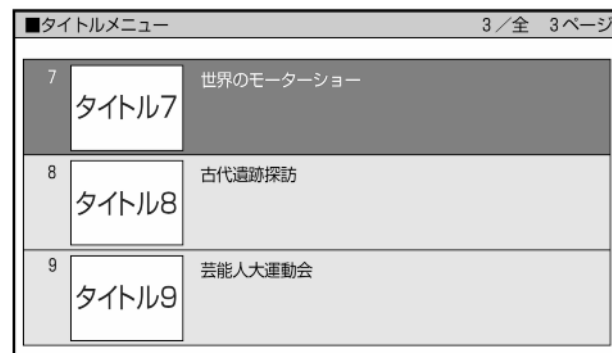 ■タイトルメニュー 3／全 3ページ
7 タイトル7 世界のモーターショー
8 タイトル8 古代遺跡探訪
9 タイトル9 芸能人大運動会